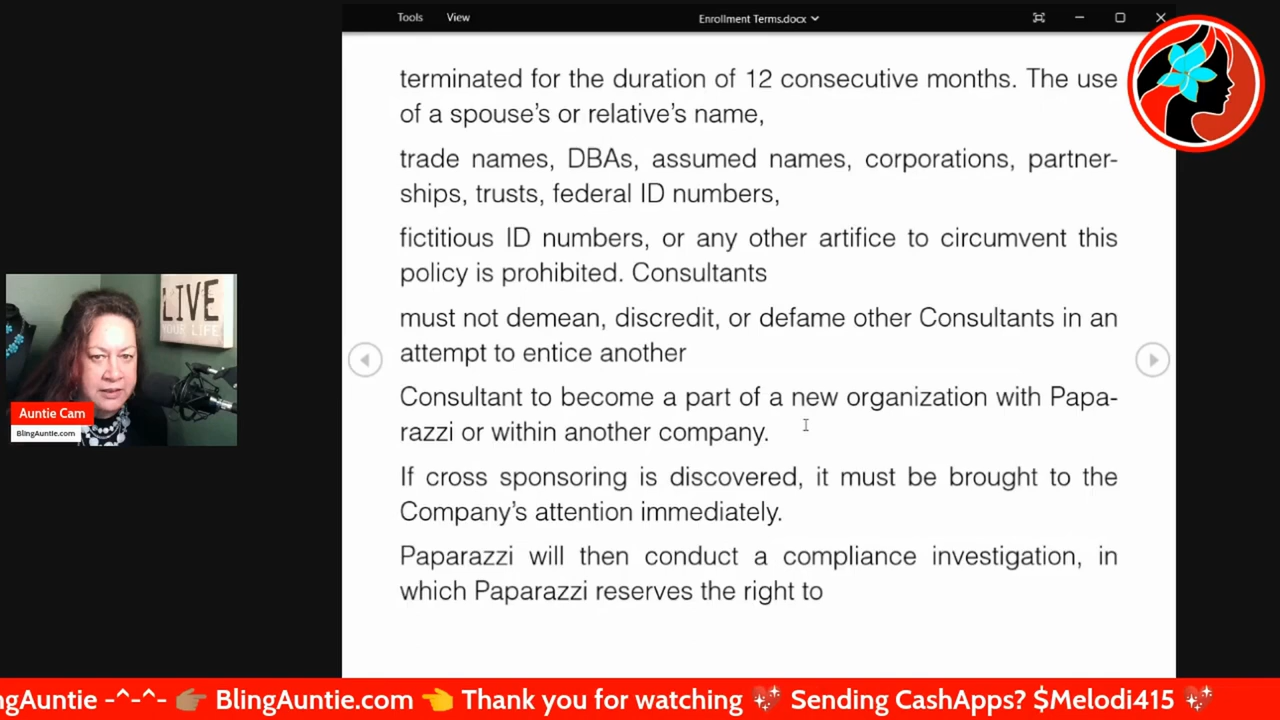 Tools View Enrollment Terms.docx
terminated for the duration of 12 consecutive months. The use
of a spouse's or relative's name,
trade names, DBAs, assumed names, corporations, partner-
ships, trusts, federal ID numbers,
fictitious ID numbers, or any other artifice to circumvent this
policy is prohibited. Consultants
must not demean, discredit, or defame other Consultants in an
attempt to entice another
Consultant to become a part of a new organization with Papa-
razzi or within another company.
If cross sponsoring is discovered, it must be brought to the
Company's attention immediately.
Paparazzi will then conduct a compliance investigation, in
which Paparazzi reserves the right to
LIVE
YOUR LIFE
Auntie Cam
BlingAuntie.com
ngAuntie -^-^- 👉🏽 BlingAuntie.com 👈 Thank you for watching 💖 Sending CashApps? $Melodi415 💖